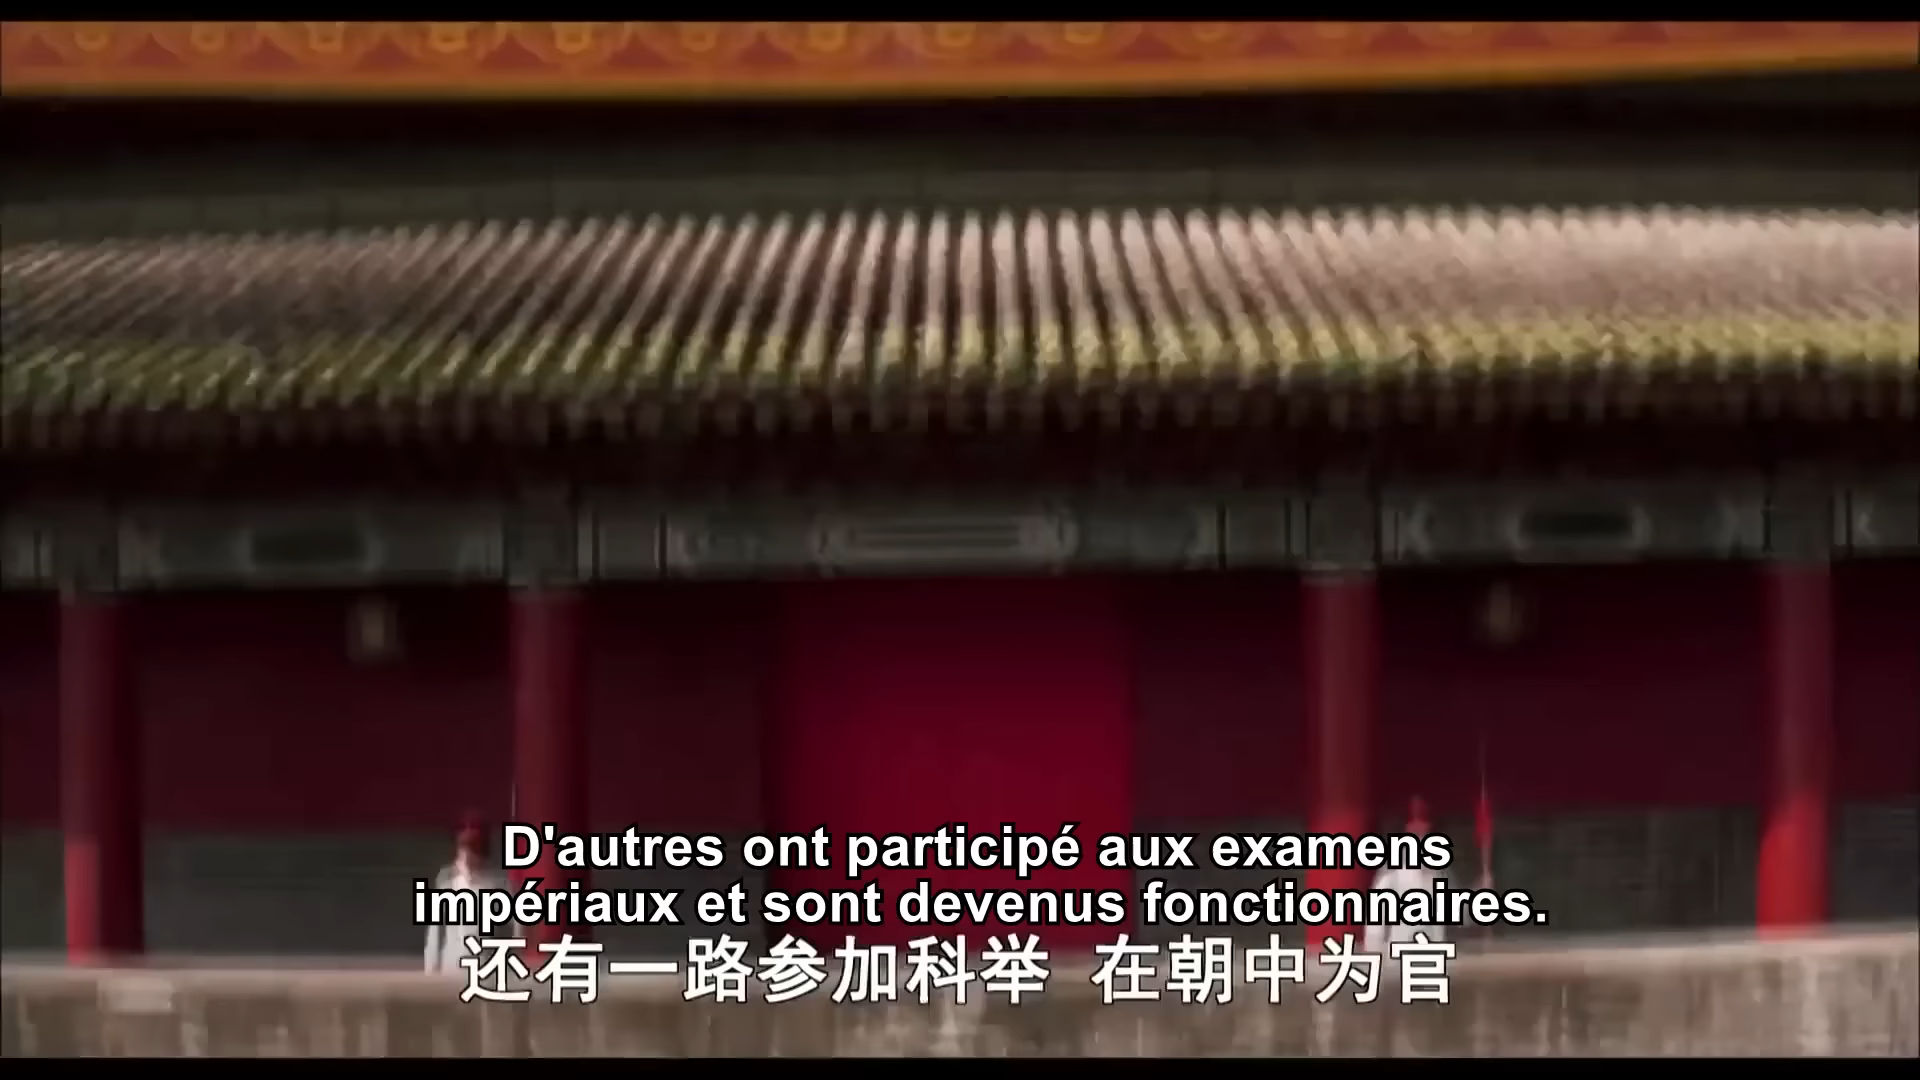 D'autres ont participé aux examens
impériaux et sont devenus fonctionnaires.
还有一路参加科举 在朝中为官